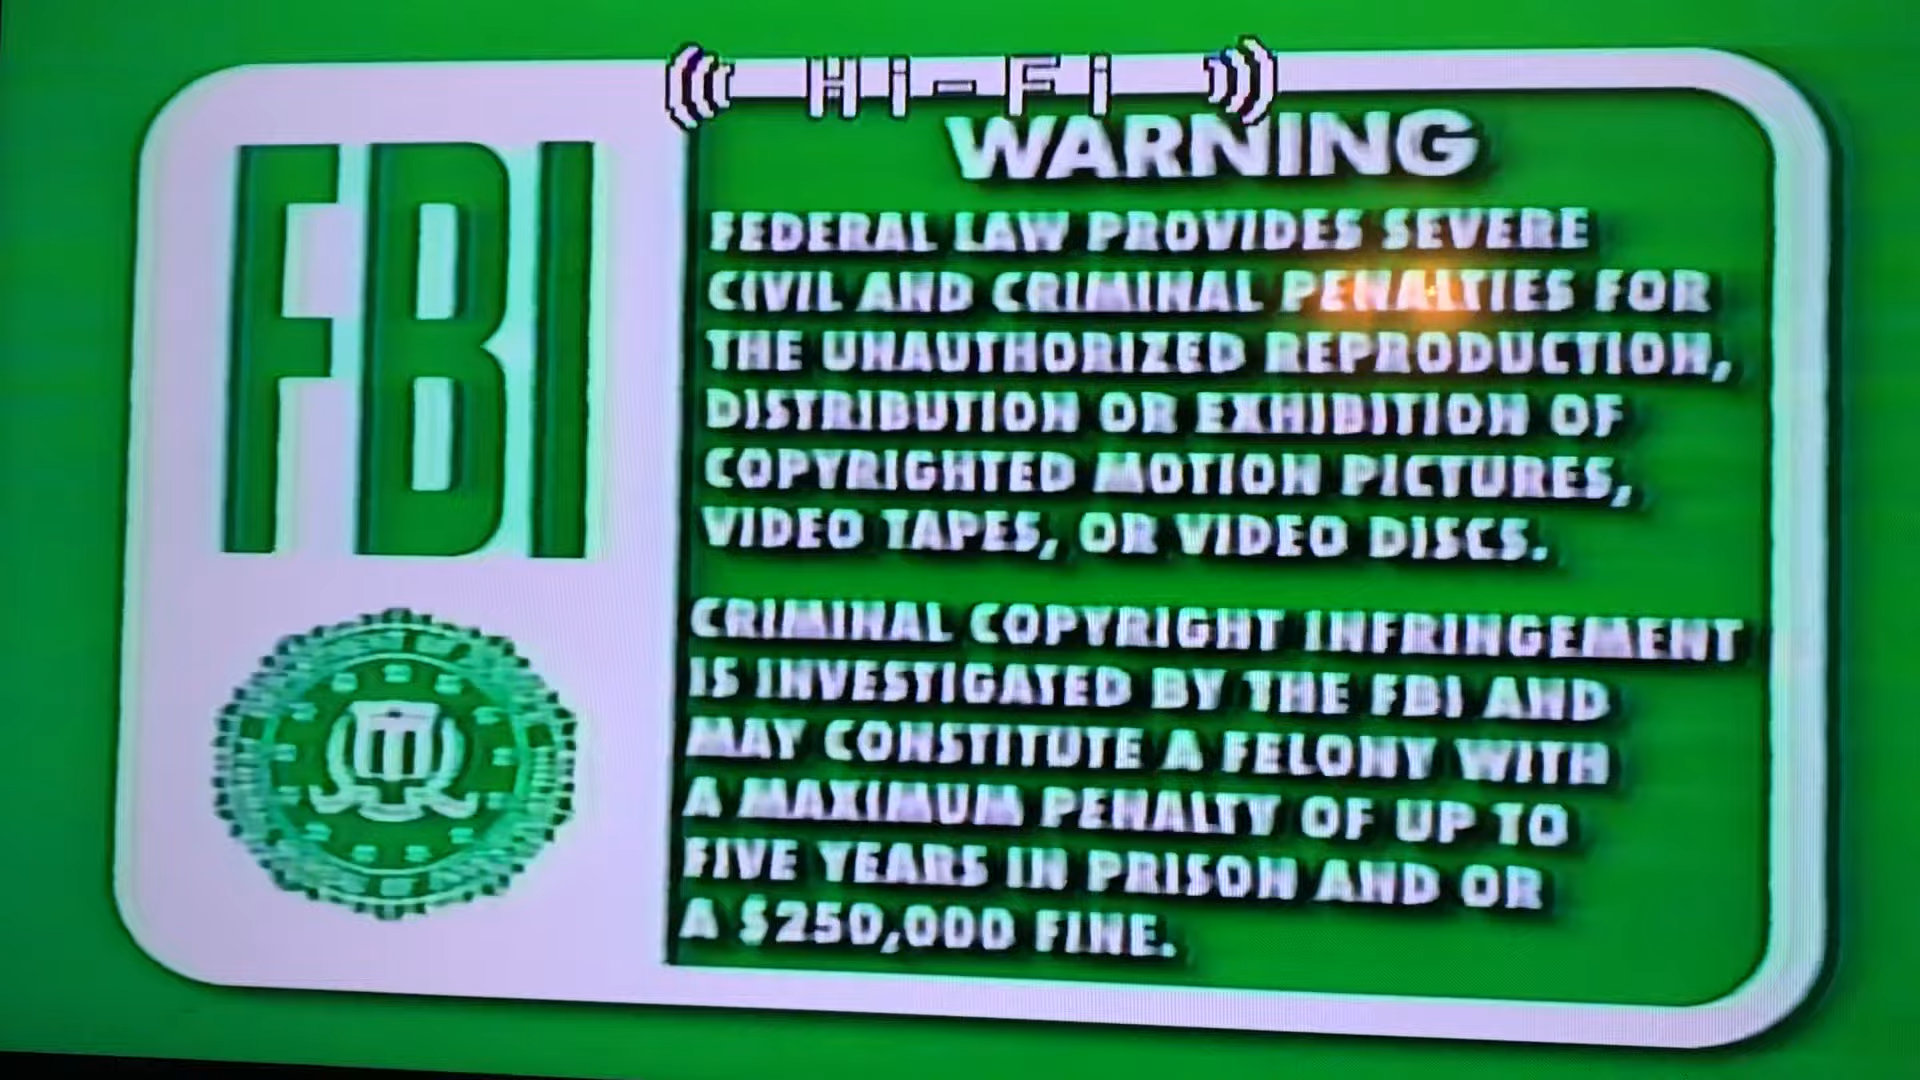 Hi-Fi
FBI
WARNING
FEDERAL LAW PROVIDES SEVERE
CIVIL AND CRIMINAL PENALTIES FOR
THE UNAUTHORIZED REPRODUCTION,
DISTRIBUTION OR EXHIBITION OF
COPYRIGHTED MOTION PICTURES,
VIDEO TAPES, OR VIDEO DISCS.
CRIMINAL COPYRIGHT INFRINGEMENT
IS INVESTIGATED BY THE FBI AND
MAY CONSTITUTE A FELONY WITH
A MAXIMUM PENALTY OF UP TO
FIVE YEARS IN PRISON AND OR
A $250,000 FINE.